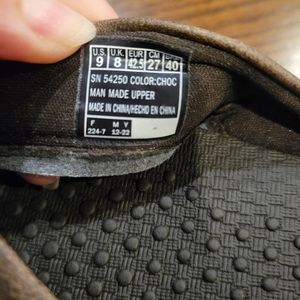 U.S. U.K. EUR CM
9 8 42.5 27 40
SN 54250 COLOR:CHOC
MAN MADE UPPER
MADE IN CHINA/HECHO EN CHINA
F M Y
224-7 12-22